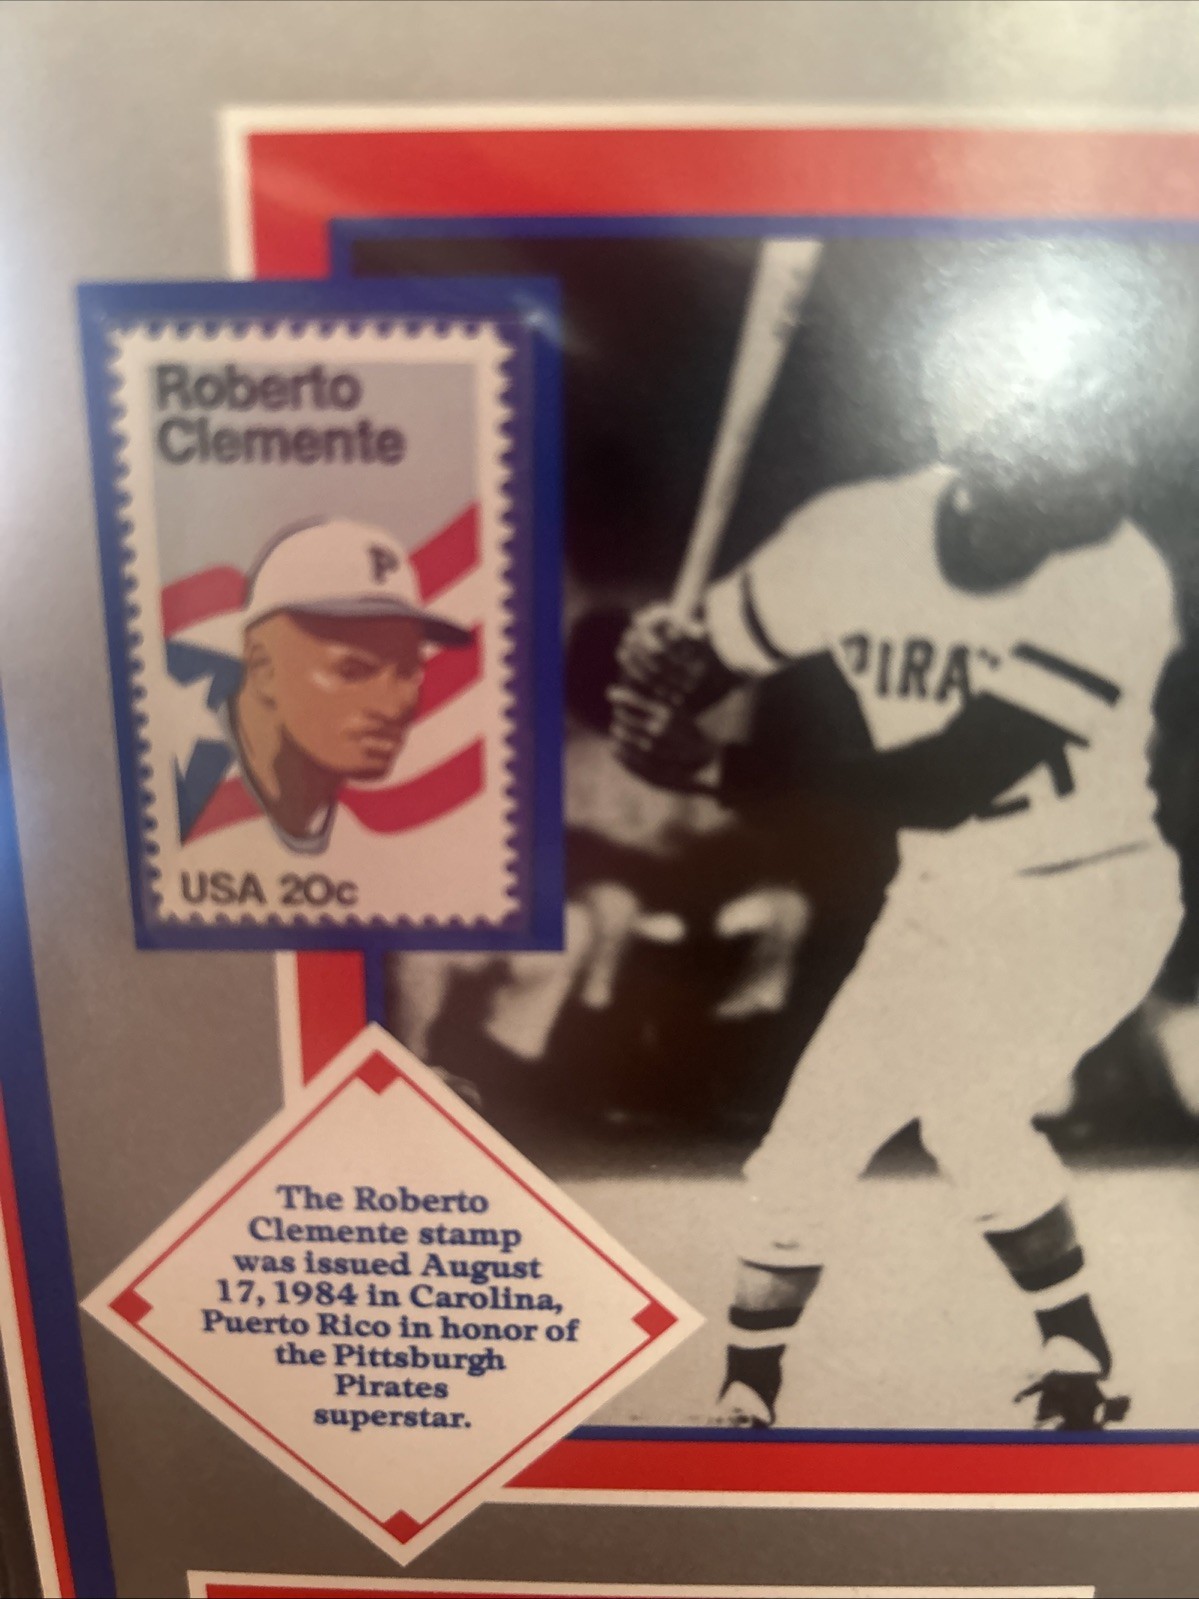 Roberto
Clemente
P
USA 20c
PIRA
The Roberto
Clemente stamp
was issued August
17, 1984 in Carolina,
Puerto Rico in honor of
the Pittsburgh
Pirates
superstar.